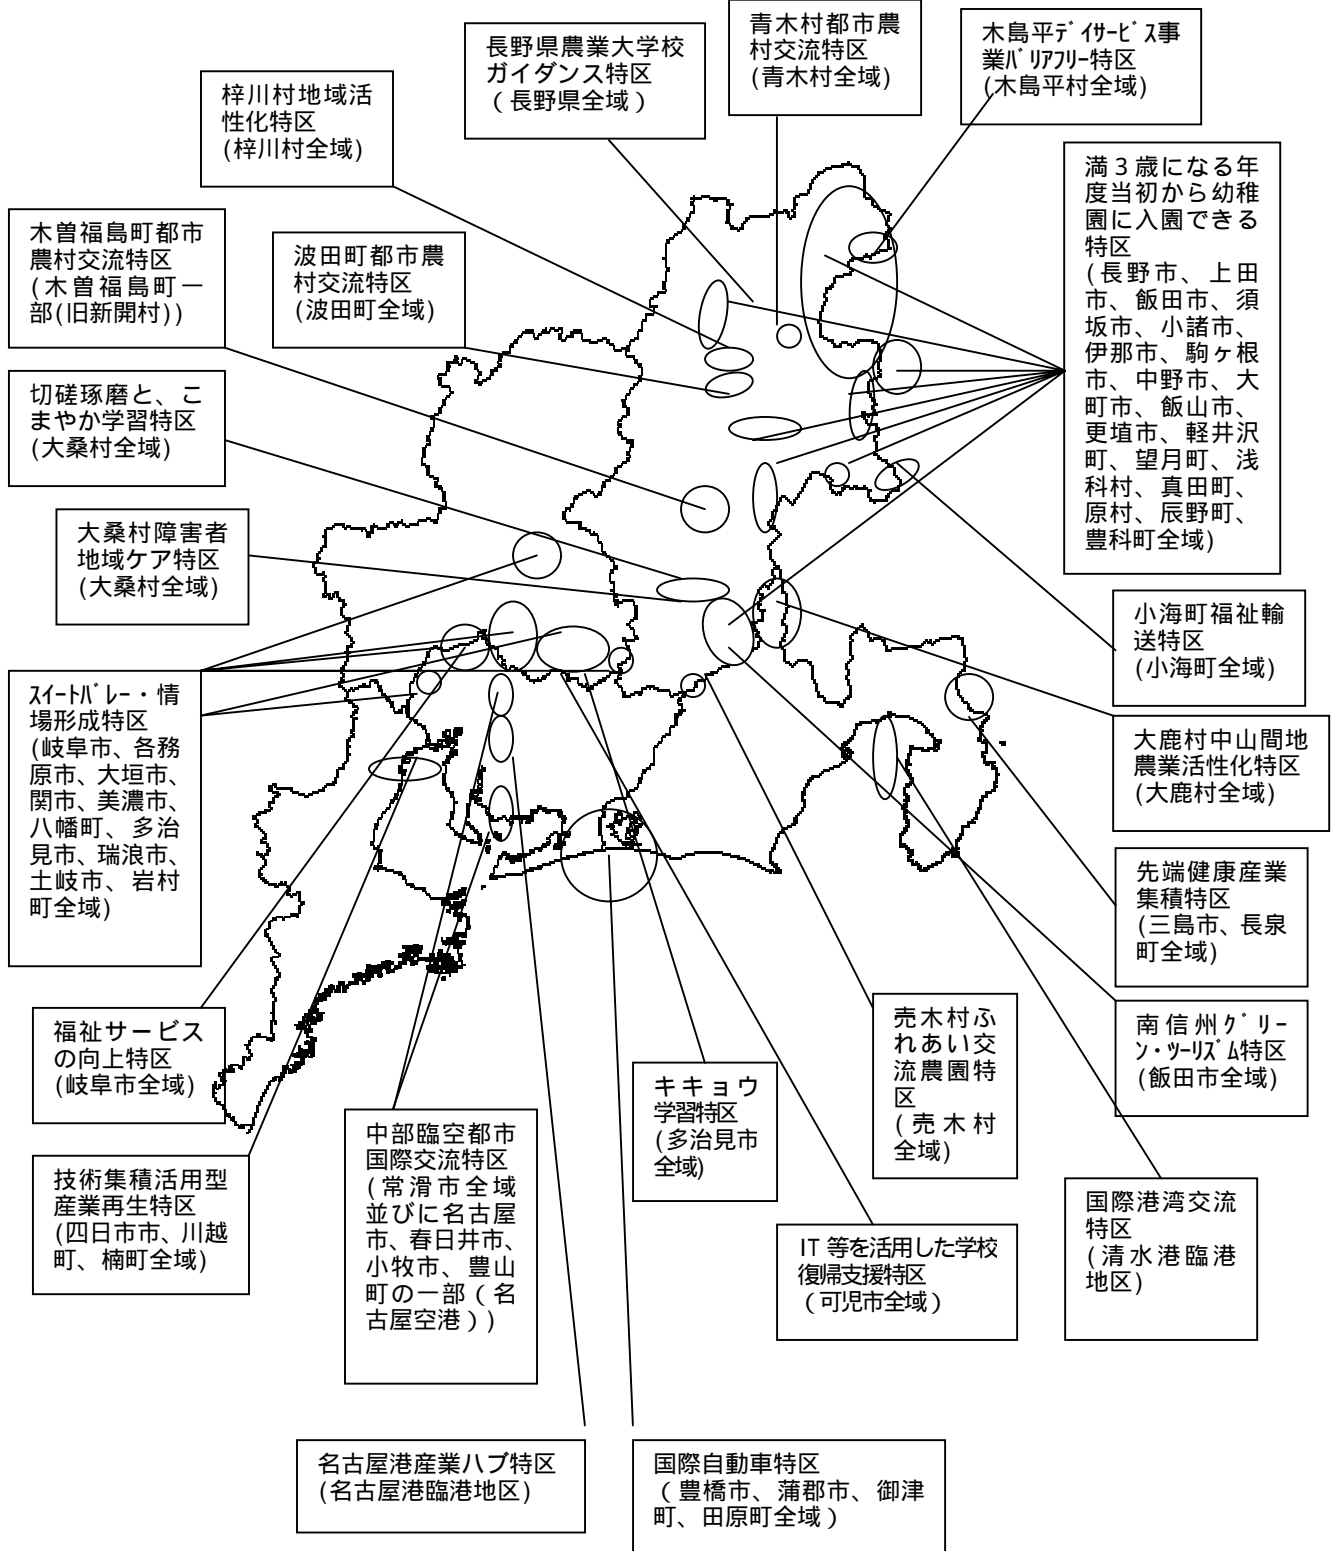 青木村都市農
村交流特区
(青木村全域)
木島平ﾃﾞｲｻｰﾋﾞｽ事
業ﾊﾞﾘｱﾌﾘｰ特区
(木島平村全域)
長野県農業大学校
ガイダンス特区
（長野県全域）
梓川村地域活
性化特区
(梓川村全域)
満３歳になる年
度当初から幼稚
園に入園できる
特区
(長野市、上田
市、飯田市、須
坂市、小諸市、
伊那市、駒ヶ根
市、中野市、大
町市、飯山市、
更埴市、軽井沢
町、望月町、浅
科村、真田町、
原村、辰野町、
豊科町全域)
木曽福島町都市
農村交流特区
(木曽福島町一
部(旧新開村))
波田町都市農
村交流特区
(波田町全域)
切磋琢磨と、こ
まやか学習特区
(大桑村全域)
大桑村障害者
地域ケア特区
(大桑村全域)
小海町福祉輸
送特区
(小海町全域)
ｽｲｰﾄﾊﾞﾚｰ・情
場形成特区
(岐阜市、各務
原市、大垣市、
関市、美濃市、
八幡町、多治
見市、瑞浪市、
土岐市、岩村
町全域)
大鹿村中山間地
農業活性化特区
(大鹿村全域)
先端健康産業
集積特区
(三島市、長泉
町全域)
福祉サービス
の向上特区
(岐阜市全域)
売木村ふ
れあい交
流農園特
区
(売木村
全域)
南信州ｸﾞﾘｰ
ﾝ・ﾂｰﾘｽﾞﾑ特区
(飯田市全域)
キキョウ
学習特区
(多治見市
全域)
中部臨空都市
国際交流特区
(常滑市全域
並びに名古屋
市、春日井市、
小牧市、豊山
町の一部（名
古屋空港）)
技術集積活用型
産業再生特区
(四日市市、川越
町、楠町全域)
国際港湾交流
特区
(清水港臨港
地区)
IT 等を活用した学校
復帰支援特区
（可児市全域）
名古屋港産業ハブ特区
(名古屋港臨港地区)
国際自動車特区
（豊橋市、蒲郡市、御津
町、田原町全域）